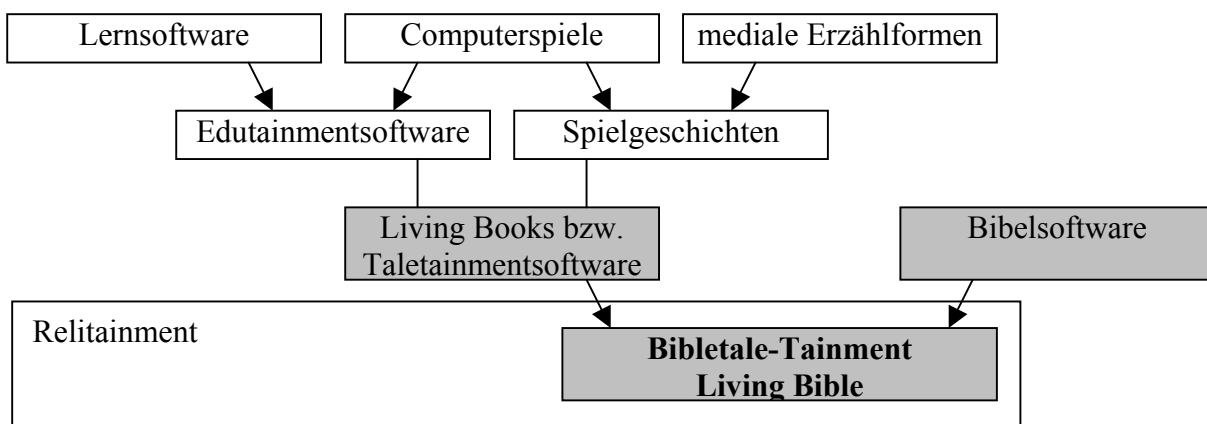 Lernsoftware
Computerspiele
mediale Erzählformen
Edutainmentsoftware
Spielgeschichten
Living Books bzw.
Taletainmentsoftware
Bibelsoftware
Relitainment
Bibletale-Tainment
Living Bible